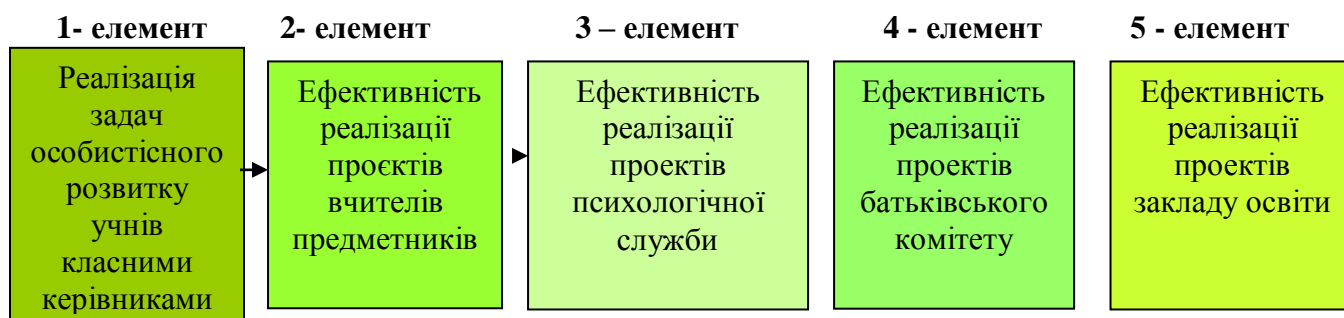 1- елемент
2- елемент
3 – елемент
4 - елемент
5 - елемент
Реалізація
задач
особистісного
розвитку
учнів
класними
керівниками
Ефективність
реалізації
проєктів
вчителів
предметників
Ефективність
реалізації
проектів
психологічної
служби
Ефективність
реалізації
проектів
батьківського
комітету
Ефективність
реалізації
проектів
закладу освіти